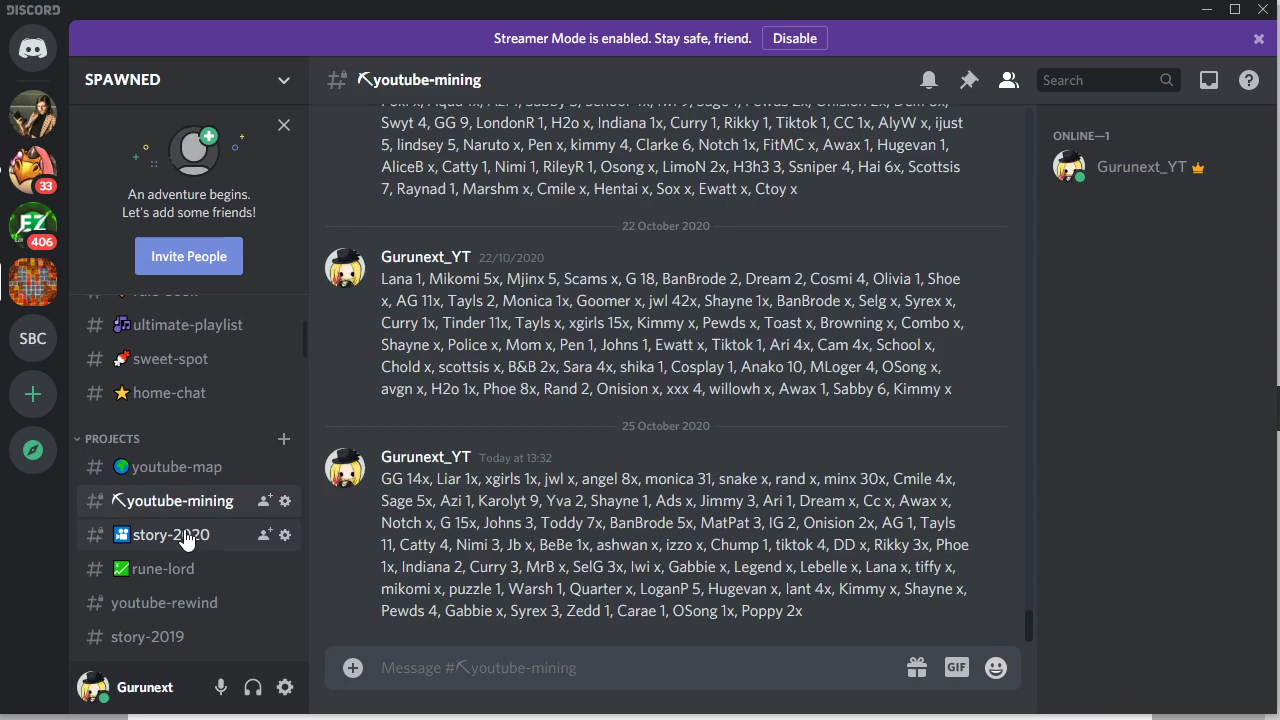 DISCORD
Streamer Mode is enabled. Stay safe, friend. Disable
SPAWNED
youtube-mining
Search
33
406
EZ
SBC
An adventure begins.
Let's add some friends!
Invite People
ultimate-playlist
sweet-spot
home-chat
PROJECTS
youtube-map
youtube-mining
story-2020
rune-lord
youtube-rewind
story-2019
Gurunext
Swyt 4, GG 9, LondonR 1, H2o x, Indiana 1x, Curry 1, Rikky 1, Tiktok 1, CC 1x, AlyW x, ijust
5, lindsey 5, Naruto x, Pen x, kimmy 4, Clarke 6, Notch 1x, FitMC x, Awax 1, Hugevan 1,
AliceB x, Catty 1, Nimi 1, RileyR 1, Osong x, LimoN 2x, H3h3 3, Ssniper 4, Hai 6x, Scottsis
7, Raynad 1, Marshm x, Cmile x, Hentai x, Sox x, Ewatt x, Ctoy x
22 October 2020
Gurunext_YT 22/10/2020
Lana 1, Mikomi 5x, Mjinx 5, Scams x, G 18, BanBrode 2, Dream 2, Cosmi 4, Olivia 1, Shoe
x, AG 11x, Tayls 2, Monica 1x, Goomer x, jwl 42x, Shayne 1x, BanBrode x, Selg x, Syrex x,
Curry 1x, Tinder 11x, Tayls x, xgirls 15x, Kimmy x, Pewds x, Toast x, Browning x, Combo x,
Shayne x, Police x, Mom x, Pen 1, Johns 1, Ewatt x, Tiktok 1, Ari 4x, Cam 4x, School x,
Chold x, scottsis x, B&B 2x, Sara 4x, shika 1, Cosplay 1, Anako 10, MLoger 4, OSong x,
avgn x, H2o 1x, Phoe 8x, Rand 2, Onision x, xxx 4, willowh x, Awax 1, Sabby 6, Kimmy x
25 October 2020
Gurunext_YT Today at 13:32
GG 14x, Liar 1x, xgirls 1x, jwl x, angel 8x, monica 31, snake x, rand x, minx 30x, Cmile 4x,
Sage 5x, Azi 1, Karolyt 9, Yva 2, Shayne 1, Ads x, Jimmy 3, Ari 1, Dream x, Cc x, Awax x,
Notch x, G 15x, Johns 3, Toddy 7x, BanBrode 5x, MatPat 3, IG 2, Onision 2x, AG 1, Tayls
11, Catty 4, Nimi 3, Jb x, BeBe 1x, ashwan x, izzo x, Chump 1, tiktok 4, DD x, Rikky 3x, Phoe
1x, Indiana 2, Curry 3, MrB x, SelG 3x, Iwi x, Gabbie x, Legend x, Lebelle x, Lana x, tiffy x,
mikomi x, puzzle 1, Warsh 1, Quarter x, LoganP 5, Hugevan x, lant 4x, Kimmy x, Shayne x,
Pewds 4, Gabbie x, Syrex 3, Zedd 1, Carae 1, OSong 1x, Poppy 2x
Message #⛏youtube-mining
GIF
ONLINE—1
Gurunext_YT